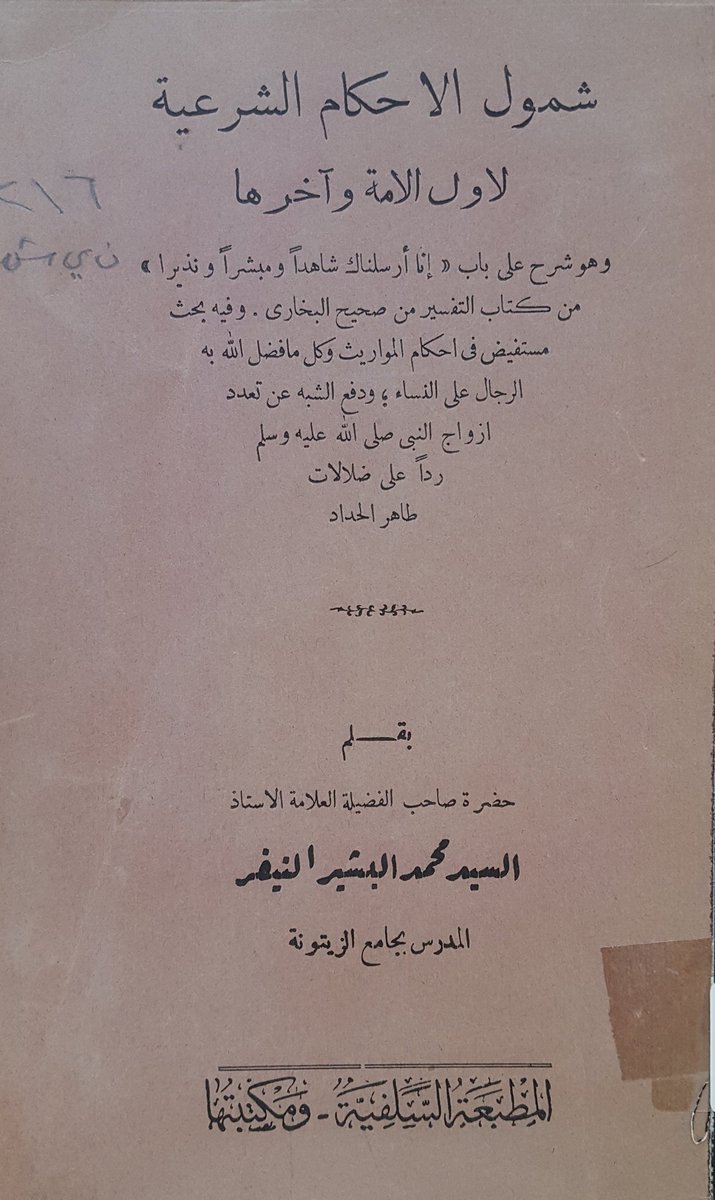 شمول الاحكام الشرعية
لاول الامة وآخرها
وهو شرح على باب « إنا أرسلناك شاهداً ومبشراً ونذيرا »
من كتاب التفسير من صحيح البخارى . وفيه بحث
مستفيض فى احكام المواريث وكل مافضل الله به
الرجال على النساء ؛ ودفع الشبه عن تعدد
ازواج النبى صلى الله عليه وسلم
رداً على ضلالات
طاهر الحداد
بقـــلم
حضرة صاحب الفضيلة العلامة الاستاذ
السيد محمد البشير النيفر
المدرس بجامع الزيتونة
المطبعة السلفية - ومكتبتها
٢١٦
ن ي ش